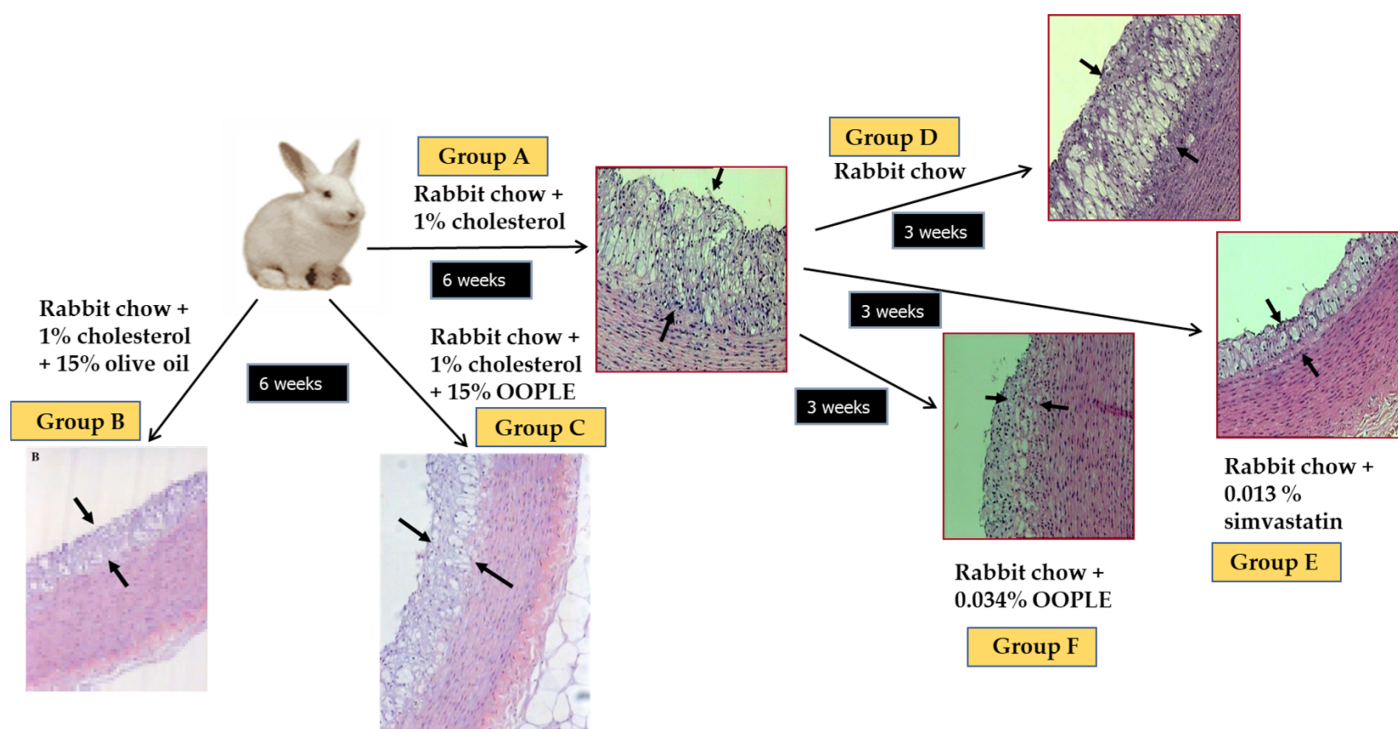 Group A
Rabbit chow +
1% cholesterol
6 weeks
Group D
Rabbit chow
3 weeks
3 weeks
3 weeks
Rabbit chow +
1% cholesterol
+ 15% olive oil
6 weeks
Rabbit chow +
1% cholesterol
+ 15% OOPLE
Group B
Group C
B
Rabbit chow +
0.034% OOPLE
Group F
Rabbit chow +
0.013 %
simvastatin
Group E